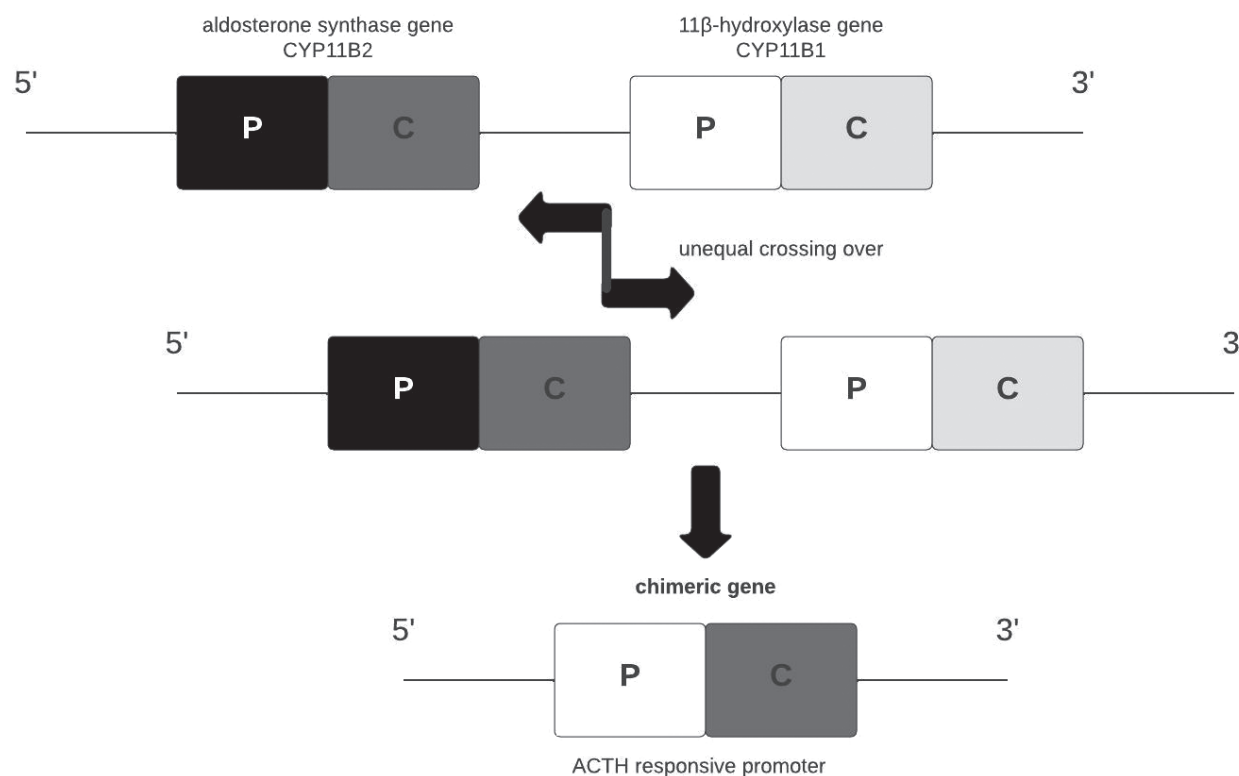 aldosterone synthase gene
CYP11B2
11β-hydroxylase gene
CYP11B1
5'
3'
P
C
P
C
unequal crossing over
5'
3
P
C
P
C
chimeric gene
5'
3'
P
C
ACTH responsive promoter